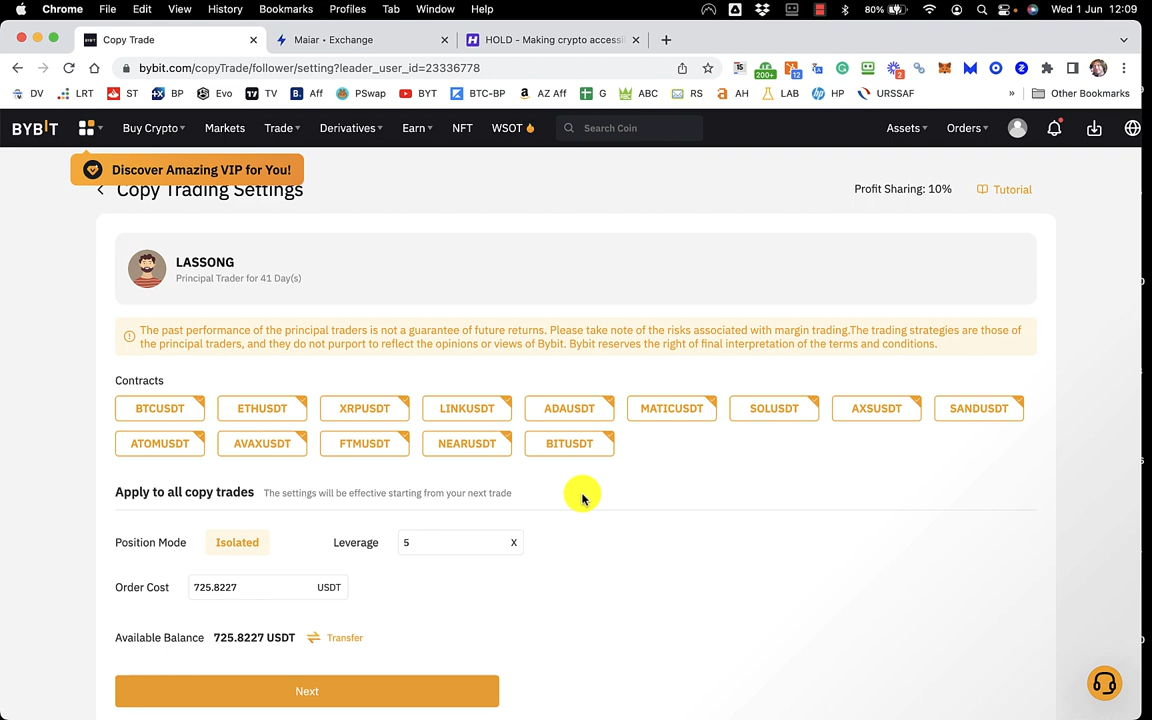 Chrome File Edit View History Bookmarks Profiles Tab Window Help 80% Wed 1 Jun 12:09
Copy Trade Maiar • Exchange HOLD - Making crypto accessi
bybit.com/copyTrade/follower/setting?leader_user_id=23336778
DV LRT ST BP Evo TV Aff PSwap BYT BTC-BP AZ Aff G ABC RS AH LAB HP URSSAF » Other Bookmarks
BYBIT Buy Crypto Markets Trade Derivatives Earn NFT WSOT Search Coin Assets Orders
Discover Amazing VIP for You!
Copy Trading Settings Profit Sharing: 10% Tutorial
LASSONG
Principal Trader for 41 Day(s)
The past performance of the principal traders is not a guarantee of future returns. Please take note of the risks associated with margin trading.The trading strategies are those of
the principal traders, and they do not purport to reflect the opinions or views of Bybit. Bybit reserves the right of final interpretation of the terms and conditions.
Contracts
BTCUSDT ETHUSDT XRPUSDT LINKUSDT ADAUSDT MATICUSDT SOLUSDT AXSUSDT SANDUSDT
ATOMUSDT AVAXUSDT FTMUSDT NEARUSDT BITUSDT
Apply to all copy trades The settings will be effective starting from your next trade
Position Mode Isolated Leverage 5 X
Order Cost 725.8227 USDT
Available Balance 725.8227 USDT Transfer
Next